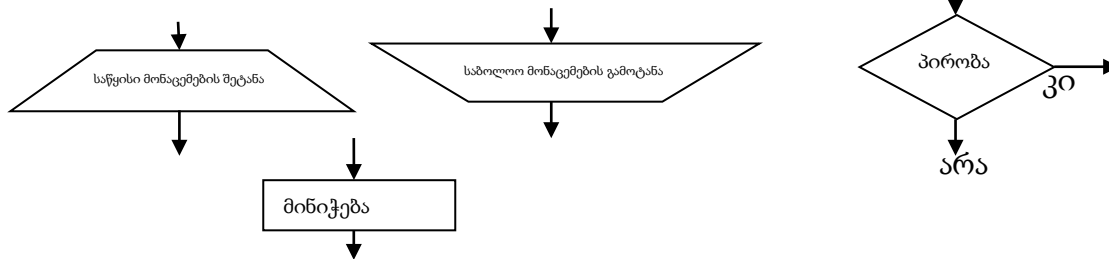 საწყისი მონაცემების შეტანა
საბოლოო მონაცემების გამოტანა
პირობა
კი
არა
მინიჭება